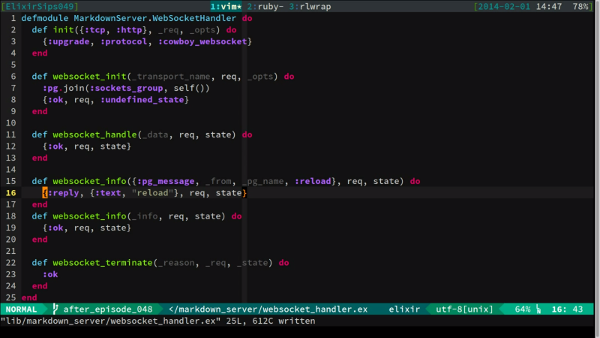 [ElixirSips049] 1:vim* 2:ruby- 3:rlwrap [2014-02-01 14:47 78%]
1 defmodule MarkdownServer.WebSocketHandler do
2 def init({:tcp, :http}, _req, _opts) do
3 {:upgrade, :protocol, :cowboy_websocket}
4 end
5
6 def websocket_init(_transport_name, req, _opts) do
7 :pg.join(:sockets_group, self())
8 {:ok, req, :undefined_state}
9 end
10
11 def websocket_handle(_data, req, state) do
12 {:ok, req, state}
13 end
14
15 def websocket_info({:pg_message, _from, _pg_name, :reload}, req, state) do
16 {:reply, {:text, "reload"}, req, state}
17 end
18 def websocket_info(_info, req, state) do
19 {:ok, req, state}
20 end
21
22 def websocket_terminate(_reason, _req, _state) do
23 :ok
24 end
25 end
NORMAL after_episode_048 </markdown_server/websocket_handler.ex elixir utf-8[unix] 64% 16: 43
"lib/markdown_server/websocket_handler.ex" 25L, 612C written